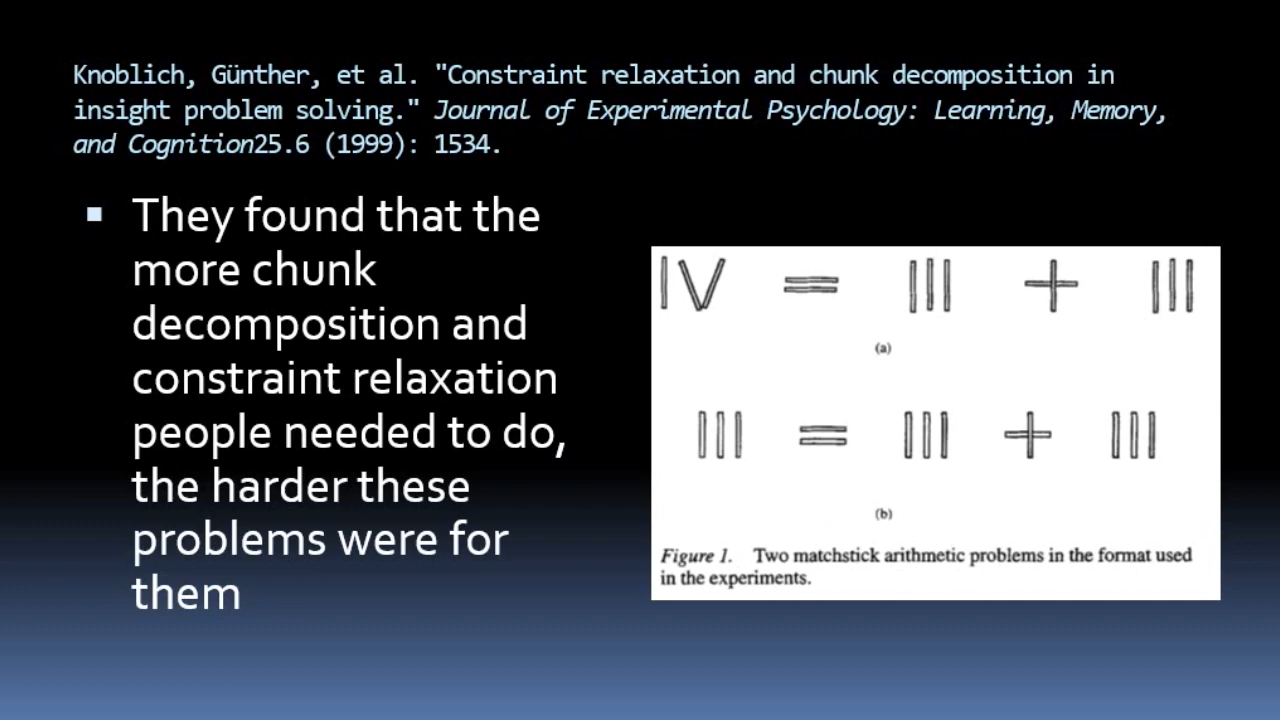 Knoblich, Günther, et al. "Constraint relaxation and chunk decomposition in
insight problem solving." Journal of Experimental Psychology: Learning, Memory,
and Cognition25.6 (1999): 1534.
▪ They found that the
more chunk
decomposition and
constraint relaxation
people needed to do,
the harder these
problems were for
them
IV = III + III
(a)
III = III + III
(b)
Figure 1. Two matchstick arithmetic problems in the format used
in the experiments.